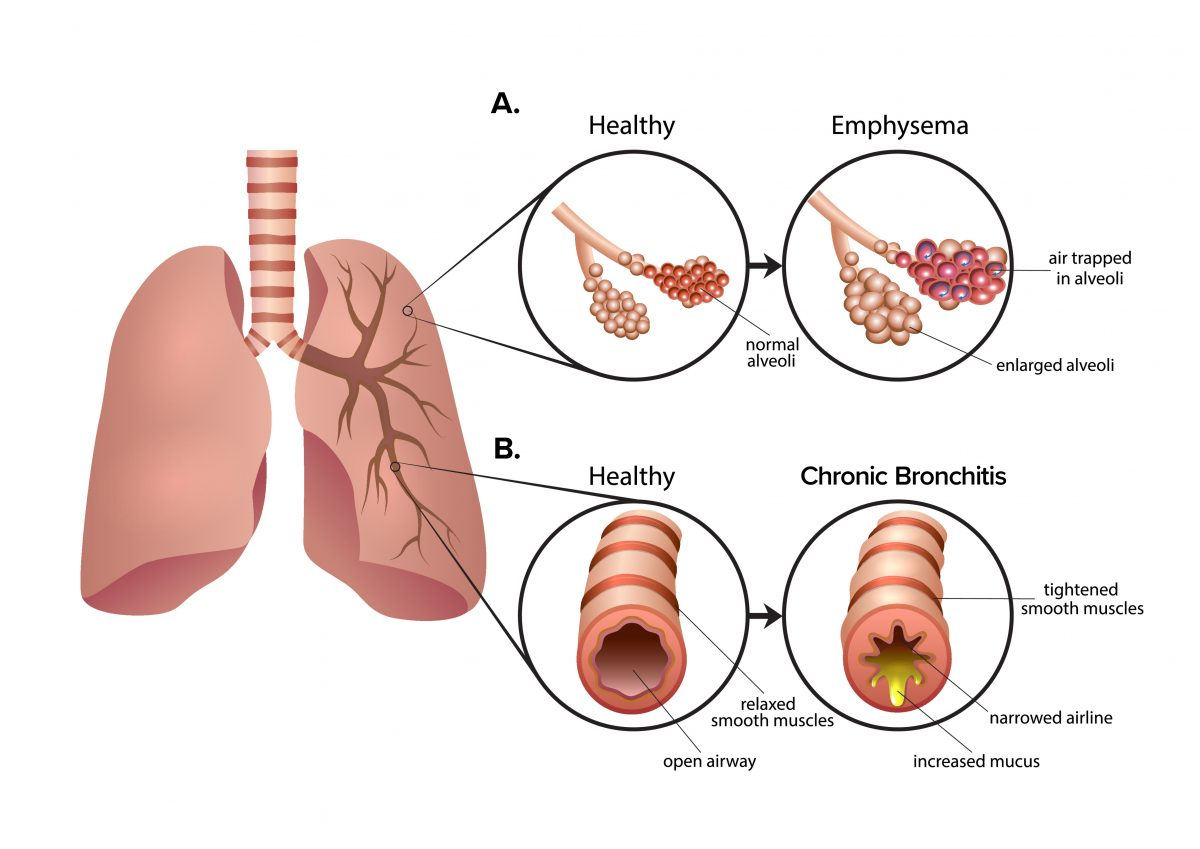 A.
Healthy
Emphysema
air trapped
in alveoli
normal
alveoli
enlarged alveoli
B.
Healthy
Chronic Bronchitis
tightened
smooth muscles
relaxed
smooth muscles
narrowed airline
open airway
increased mucus